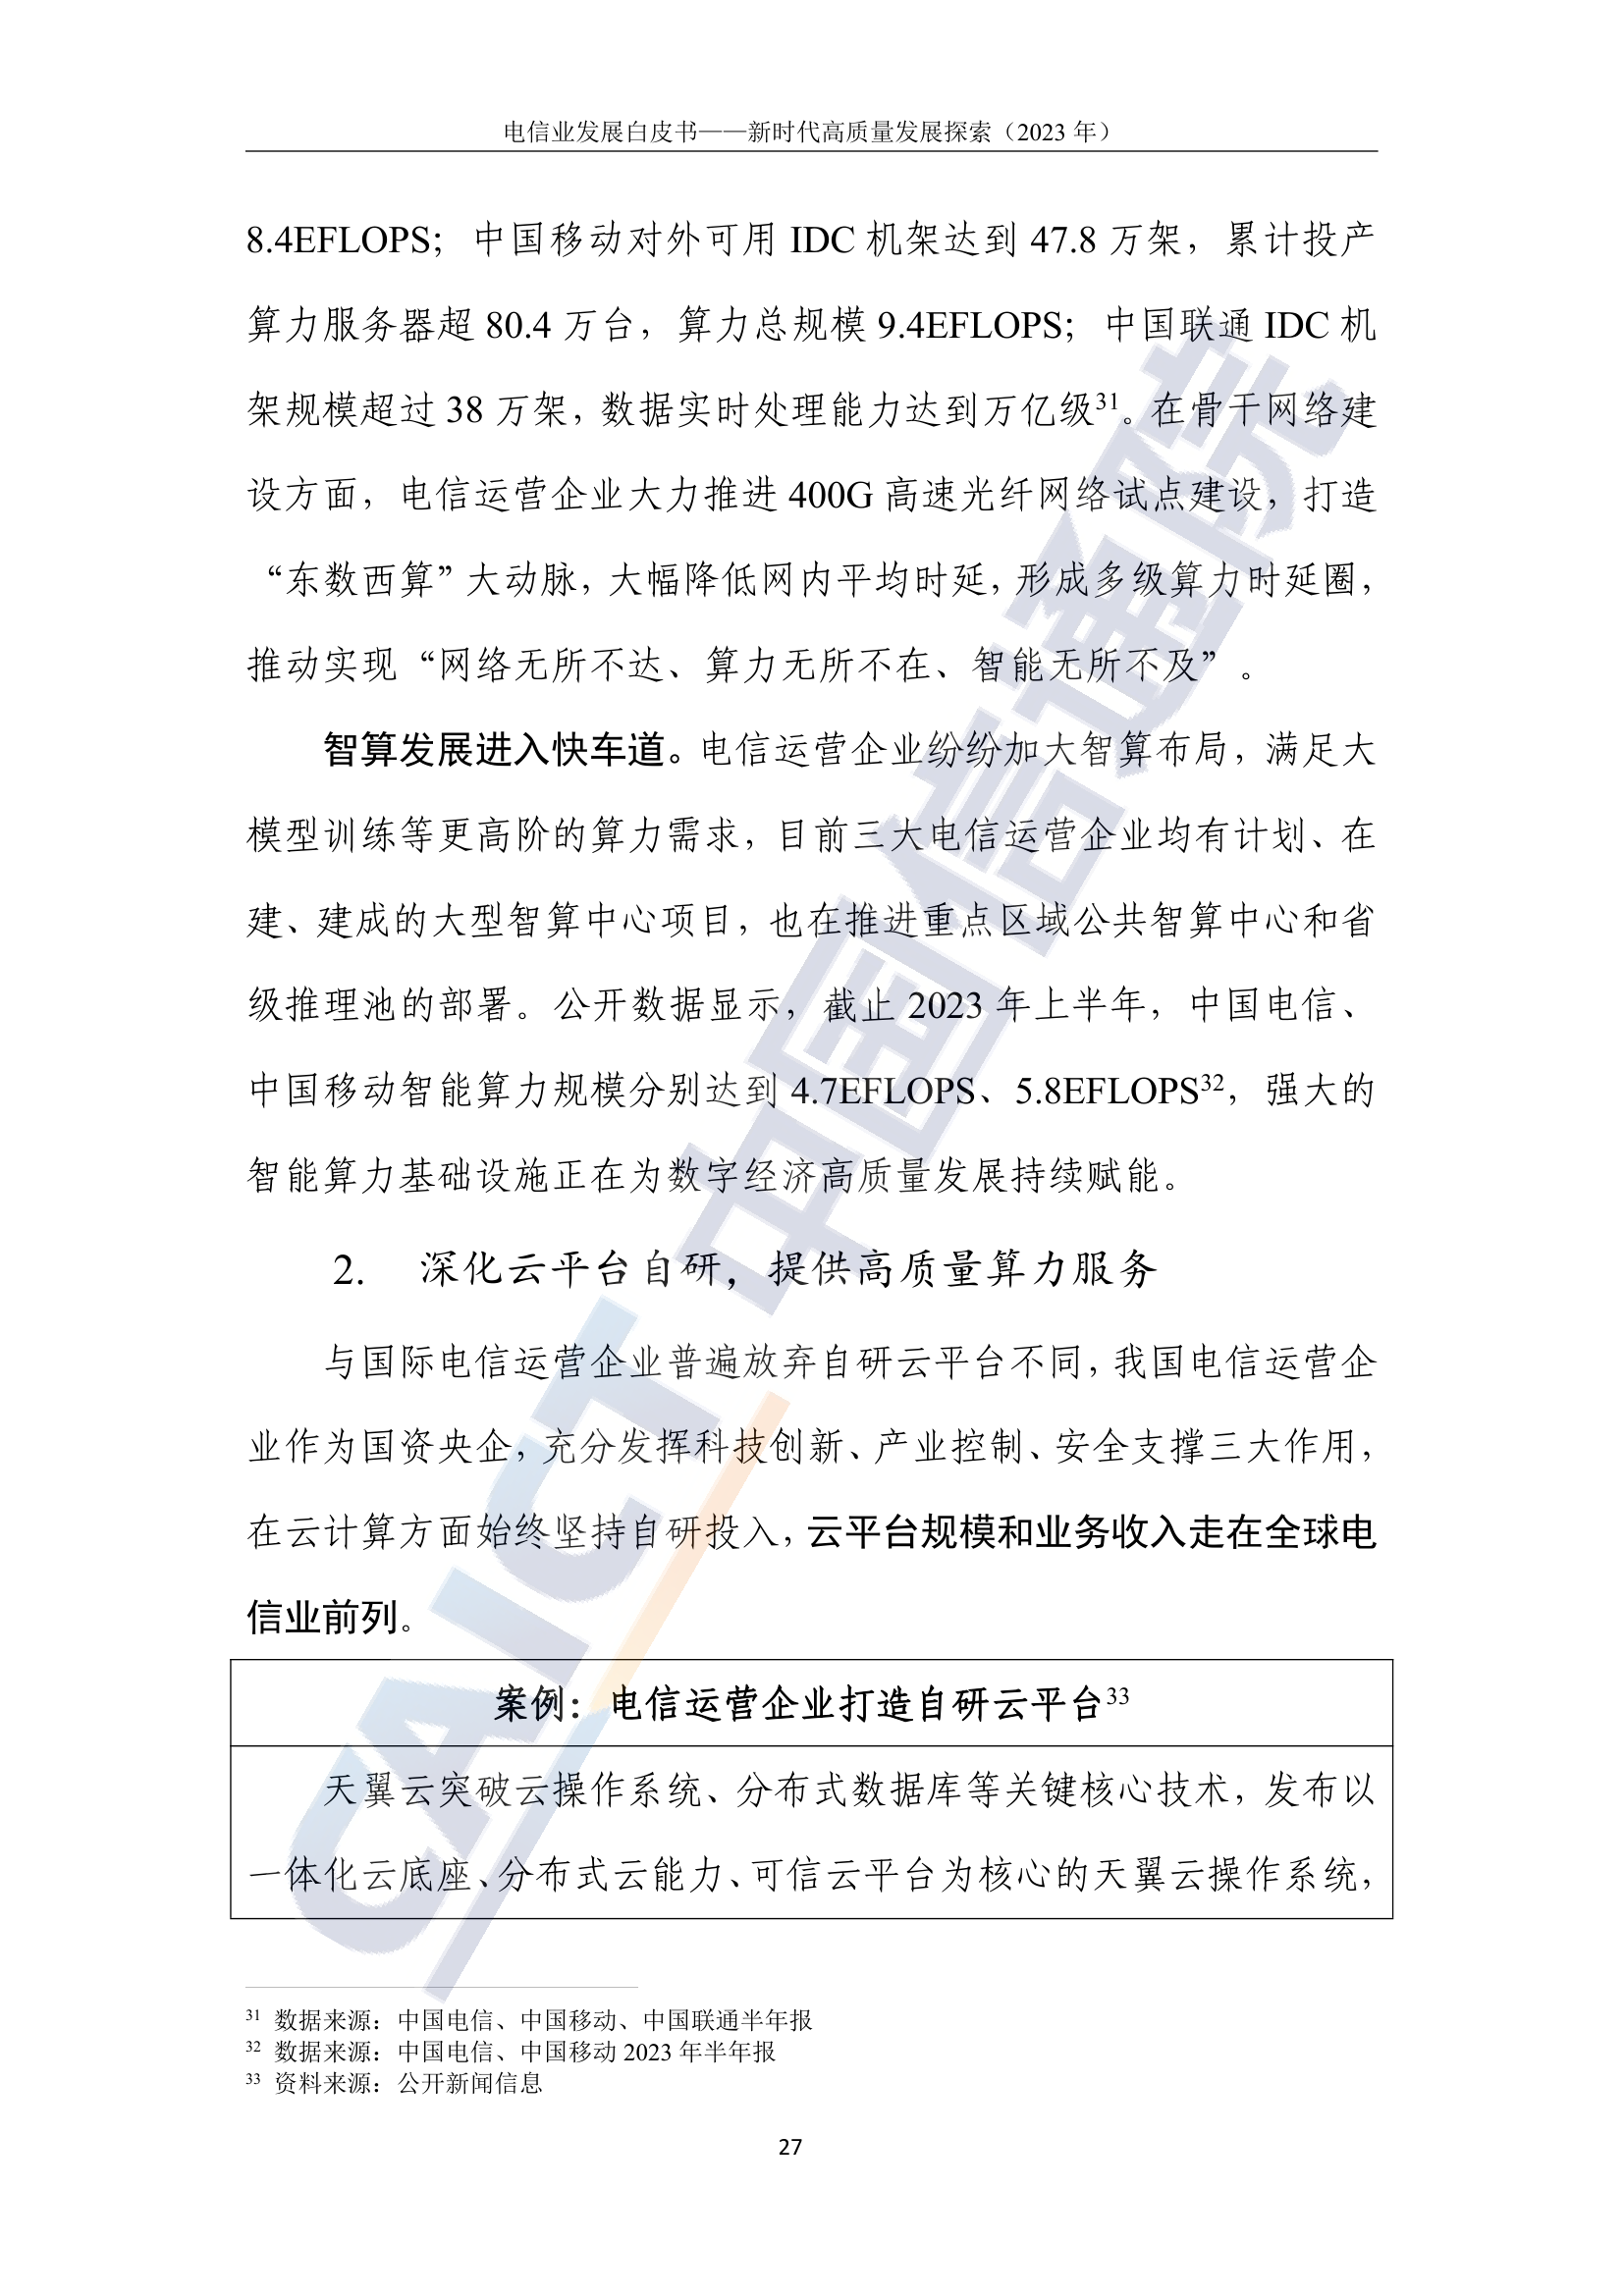 电信业发展白皮书——新时代高质量发展探索（2023 年）
8.4EFLOPS；中国移动对外可用 IDC 机架达到 47.8 万架，累计投产
算力服务器超 80.4 万台，算力总规模 9.4EFLOPS；中国联通 IDC 机
架规模超过 38 万架，数据实时处理能力达到万亿级31。在骨干网络建
设方面，电信运营企业大力推进 400G 高速光纤网络试点建设，打造
“东数西算”大动脉，大幅降低网内平均时延，形成多级算力时延圈，
推动实现“网络无所不达、算力无所不在、智能无所不及”。
智算发展进入快车道。电信运营企业纷纷加大智算布局，满足大
模型训练等更高阶的算力需求，目前三大电信运营企业均有计划、在
建、建成的大型智算中心项目，也在推进重点区域公共智算中心和省
级推理池的部署。公开数据显示，截止 2023 年上半年，中国电信、
中国移动智能算力规模分别达到 4.7EFLOPS、5.8EFLOPS32，强大的
智能算力基础设施正在为数字经济高质量发展持续赋能。
2. 深化云平台自研，提供高质量算力服务
与国际电信运营企业普遍放弃自研云平台不同，我国电信运营企
业作为国资央企，充分发挥科技创新、产业控制、安全支撑三大作用，
在云计算方面始终坚持自研投入，云平台规模和业务收入走在全球电
信业前列。
案例：电信运营企业打造自研云平台33
天翼云突破云操作系统、分布式数据库等关键核心技术，发布以
一体化云底座、分布式云能力、可信云平台为核心的天翼云操作系统，
31 数据来源：中国电信、中国移动、中国联通半年报
32 数据来源：中国电信、中国移动 2023 年半年报
33 资料来源：公开新闻信息
27
CAICT 中国信通院